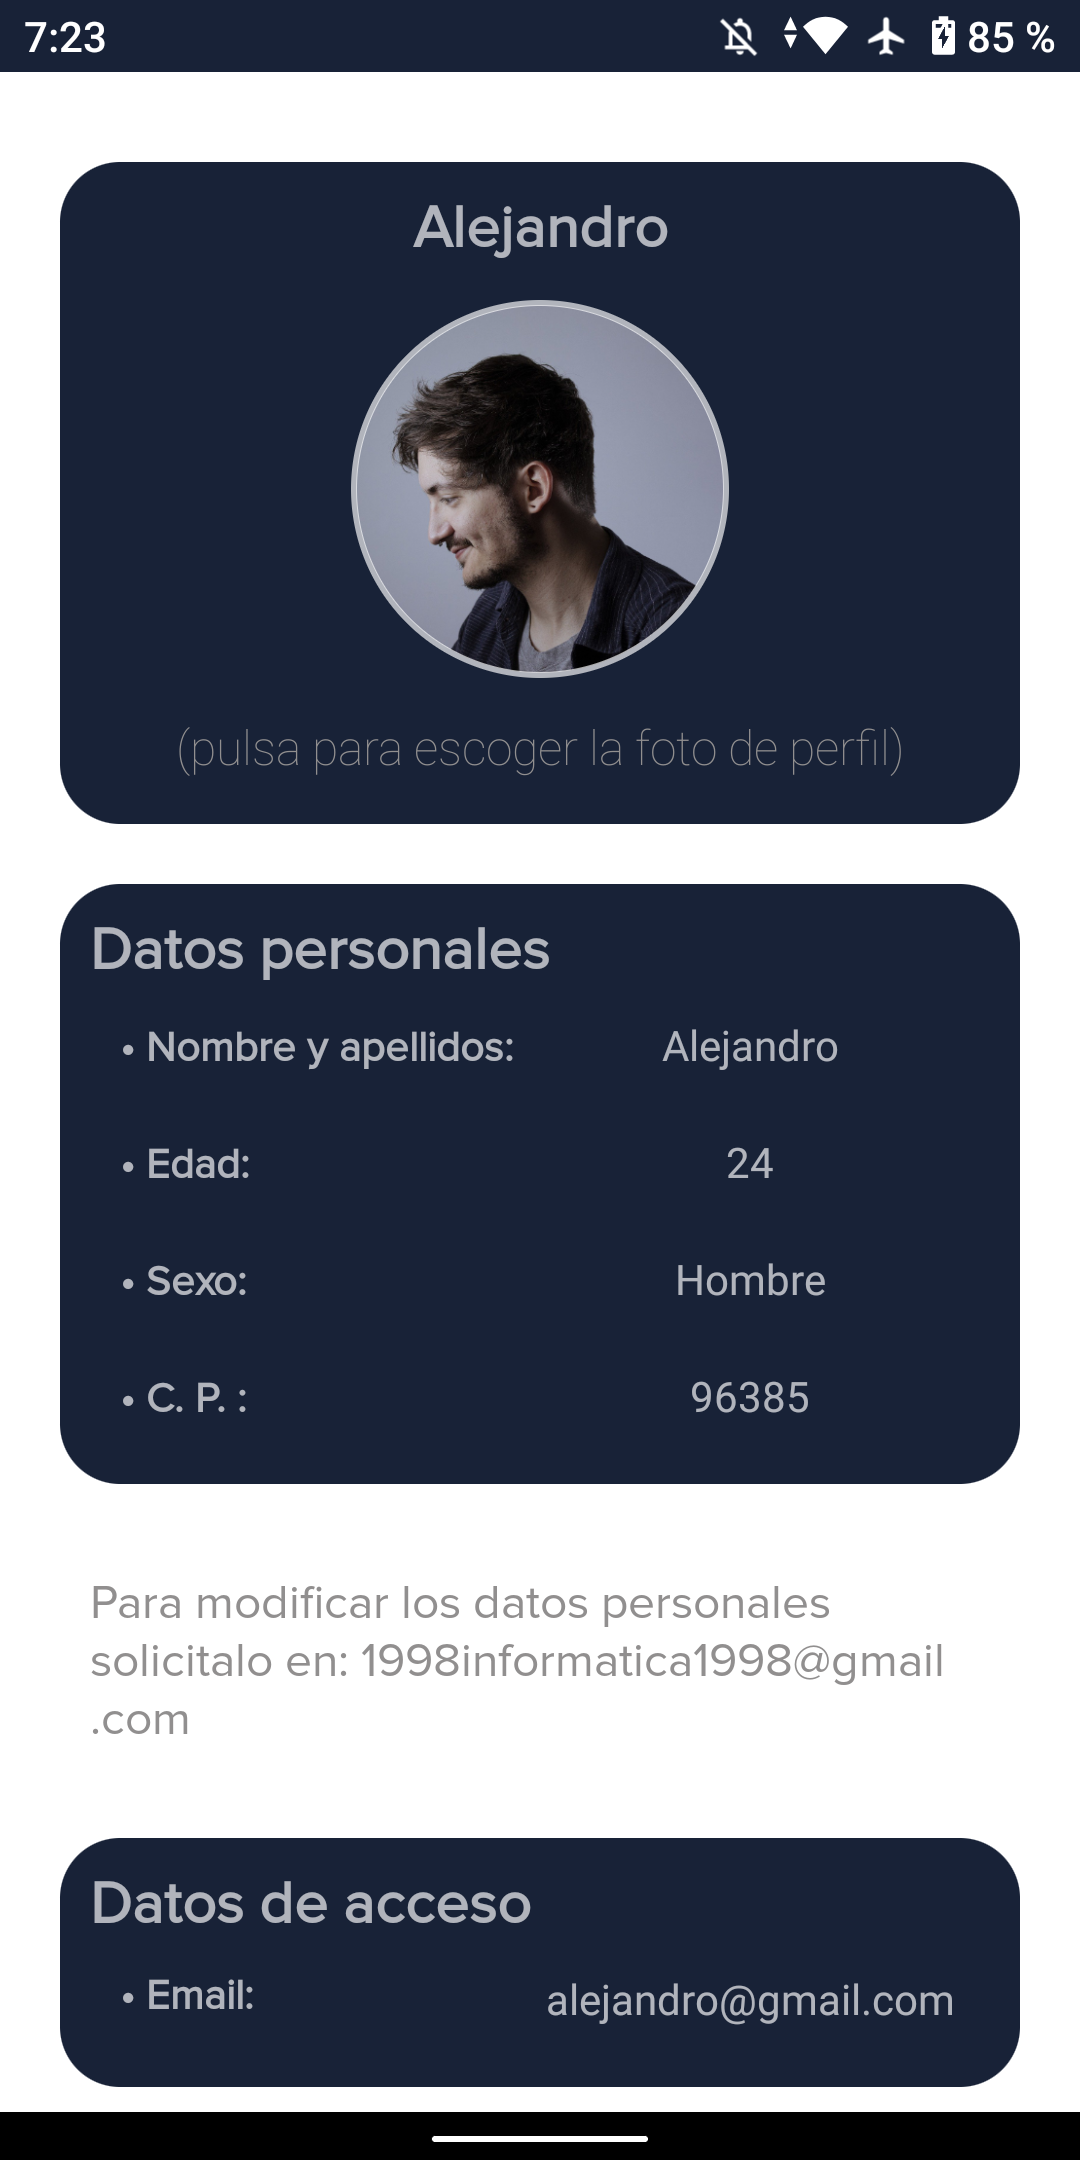 7:23
85 %
Alejandro
(pulsa para escoger la foto de perfil)
Datos personales
• Nombre y apellidos: Alejandro
• Edad: 24
• Sexo: Hombre
• C. P. : 96385
Para modificar los datos personales
solicitalo en: 1998informatica1998@gmail
.com
Datos de acceso
• Email: alejandro@gmail.com